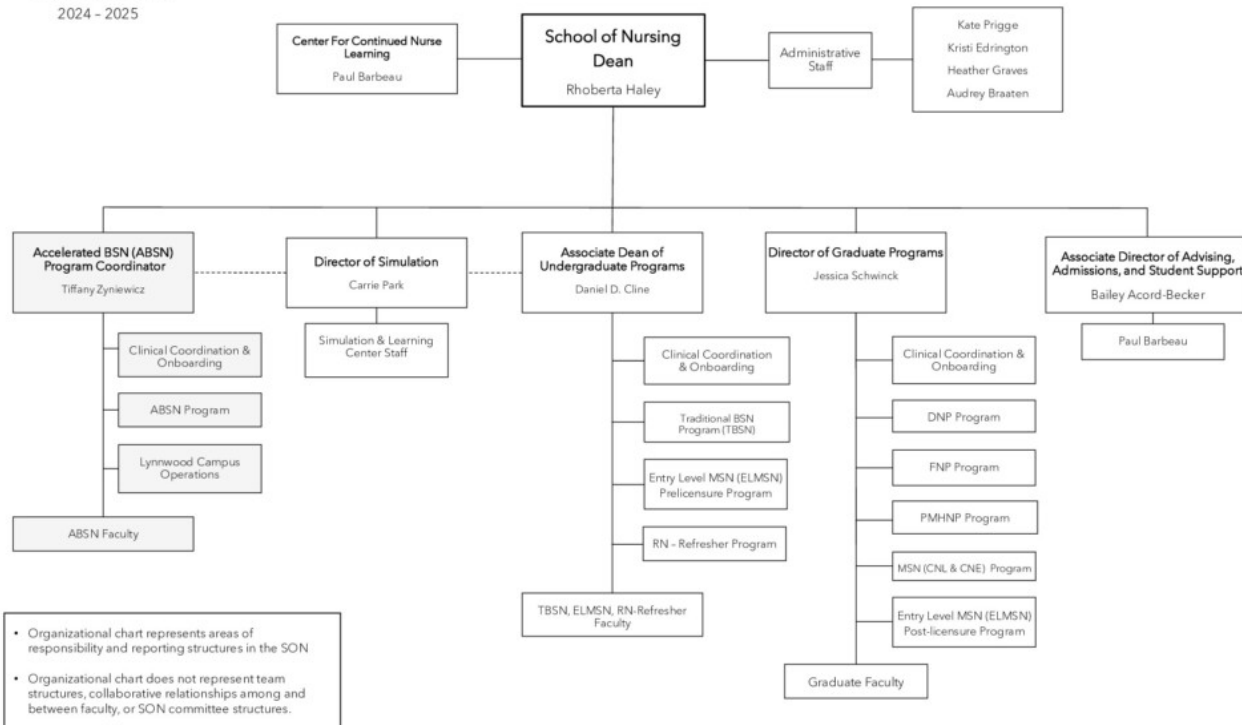 2024 – 2025
Center For Continued Nurse
Learning
Paul Barbeau
School of Nursing
Dean
Rhoberta Haley
Administrative
Staff
Kate Prigge
Kristi Edrington
Heather Graves
Audrey Braaten
Accelerated BSN (ABSN)
Program Coordinator
Tiffany Zyniewicz
Director of Simulation
Carrie Park
Associate Dean of
Undergraduate Programs
Daniel D. Cline
Director of Graduate Programs
Jessica Schwinck
Associate Director of Advising,
Admissions, and Student Support
Bailey Acord-Becker
Clinical Coordination &
Onboarding
ABSN Program
Lynnwood Campus
Operations
ABSN Faculty
Simulation & Learning
Center Staff
Clinical Coordination
& Onboarding
Traditional BSN
Program (TBSN)
Entry Level MSN (ELMSN)
Prelicensure Program
RN – Refresher Program
TBSN, ELMSN, RN-Refresher
Faculty
Clinical Coordination &
Onboarding
DNP Program
FNP Program
PMHNP Program
MSN (CNL & CNE) Program
Entry Level MSN (ELMSN)
Post-licensure Program
Graduate Faculty
Paul Barbeau
• Organizational chart represents areas of
responsibility and reporting structures in the SON
• Organizational chart does not represent team
structures, collaborative relationships among and
between faculty, or SON committee structures.